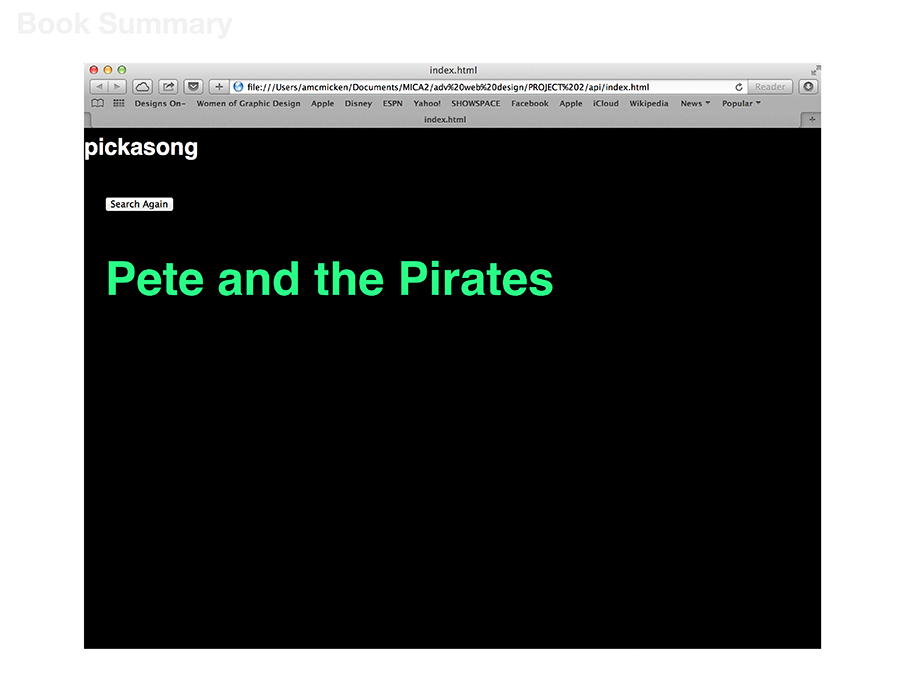 Book Summary
index.html
file:///Users/amcmicken/Documents/MICA2/adv%20web%20design/PROJECT%202/api/index.html
Reader
Designs On- Women of Graphic Design Apple Disney ESPN Yahoo! SHOWSPACE Facebook Apple iCloud Wikipedia News Popular
index.html
pickasong
Search Again
Pete and the Pirates